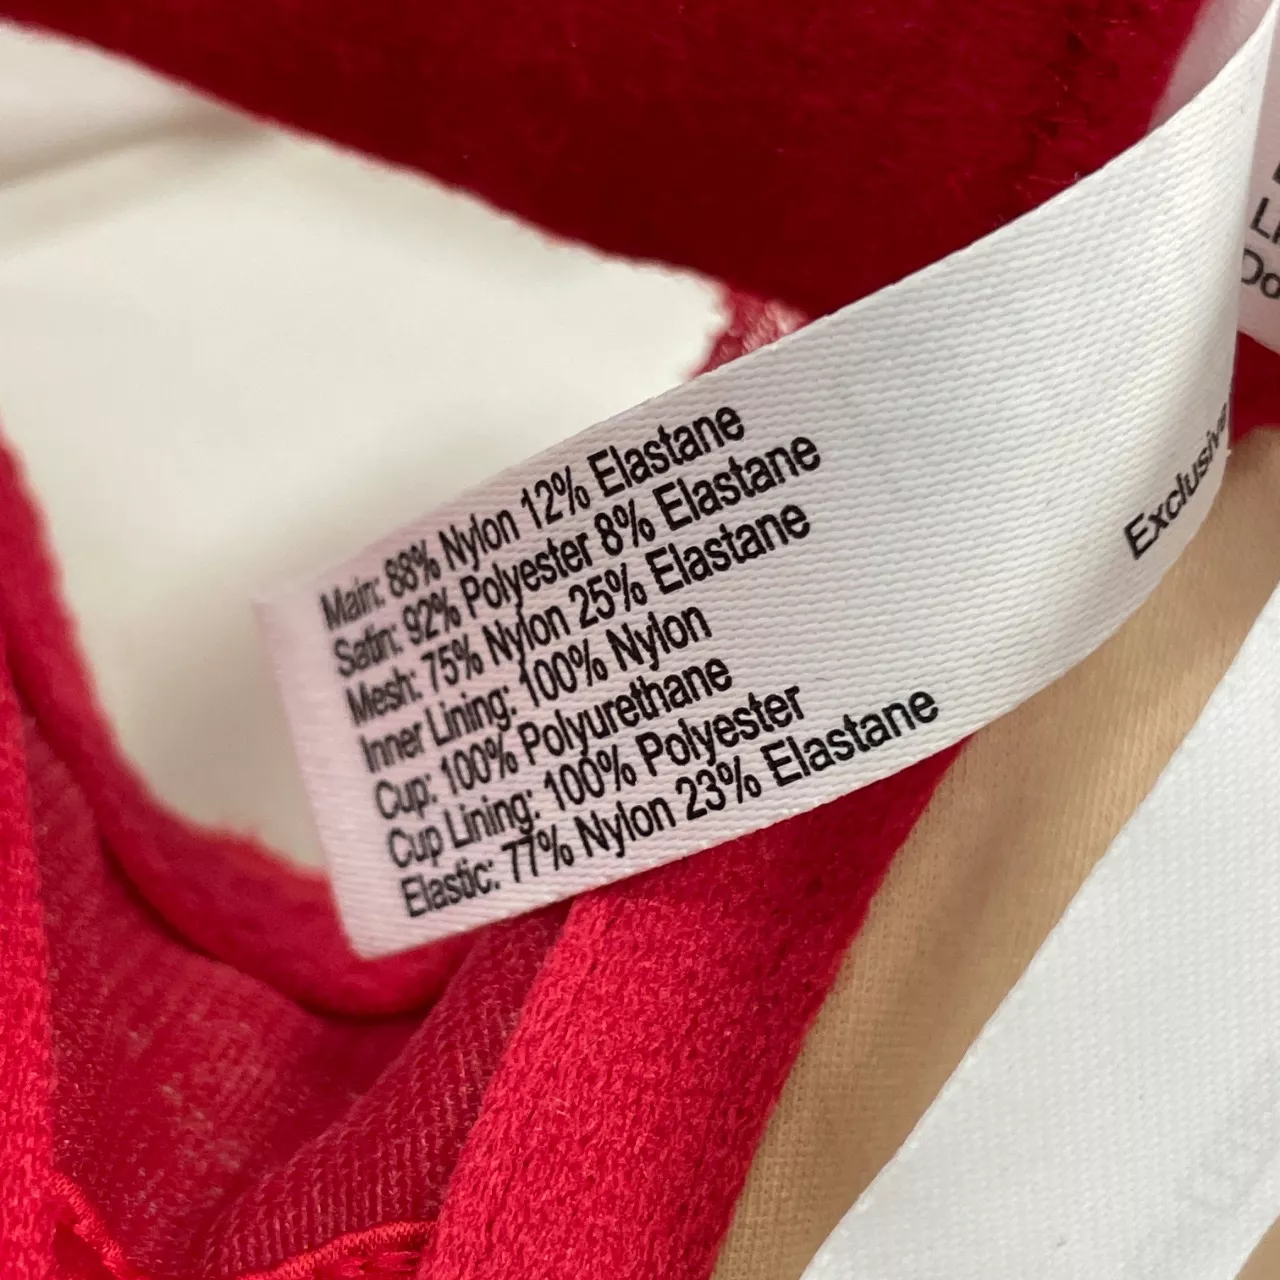 Main: 88% Nylon 12% Elastane
Satin: 92% Polyester 8% Elastane
Mesh: 75% Nylon 25% Elastane
Inner Lining: 100% Nylon
Cup: 100% Polyurethane
Cup Lining: 100% Polyester
Elastic: 77% Nylon 23% Elastane
Exclusive